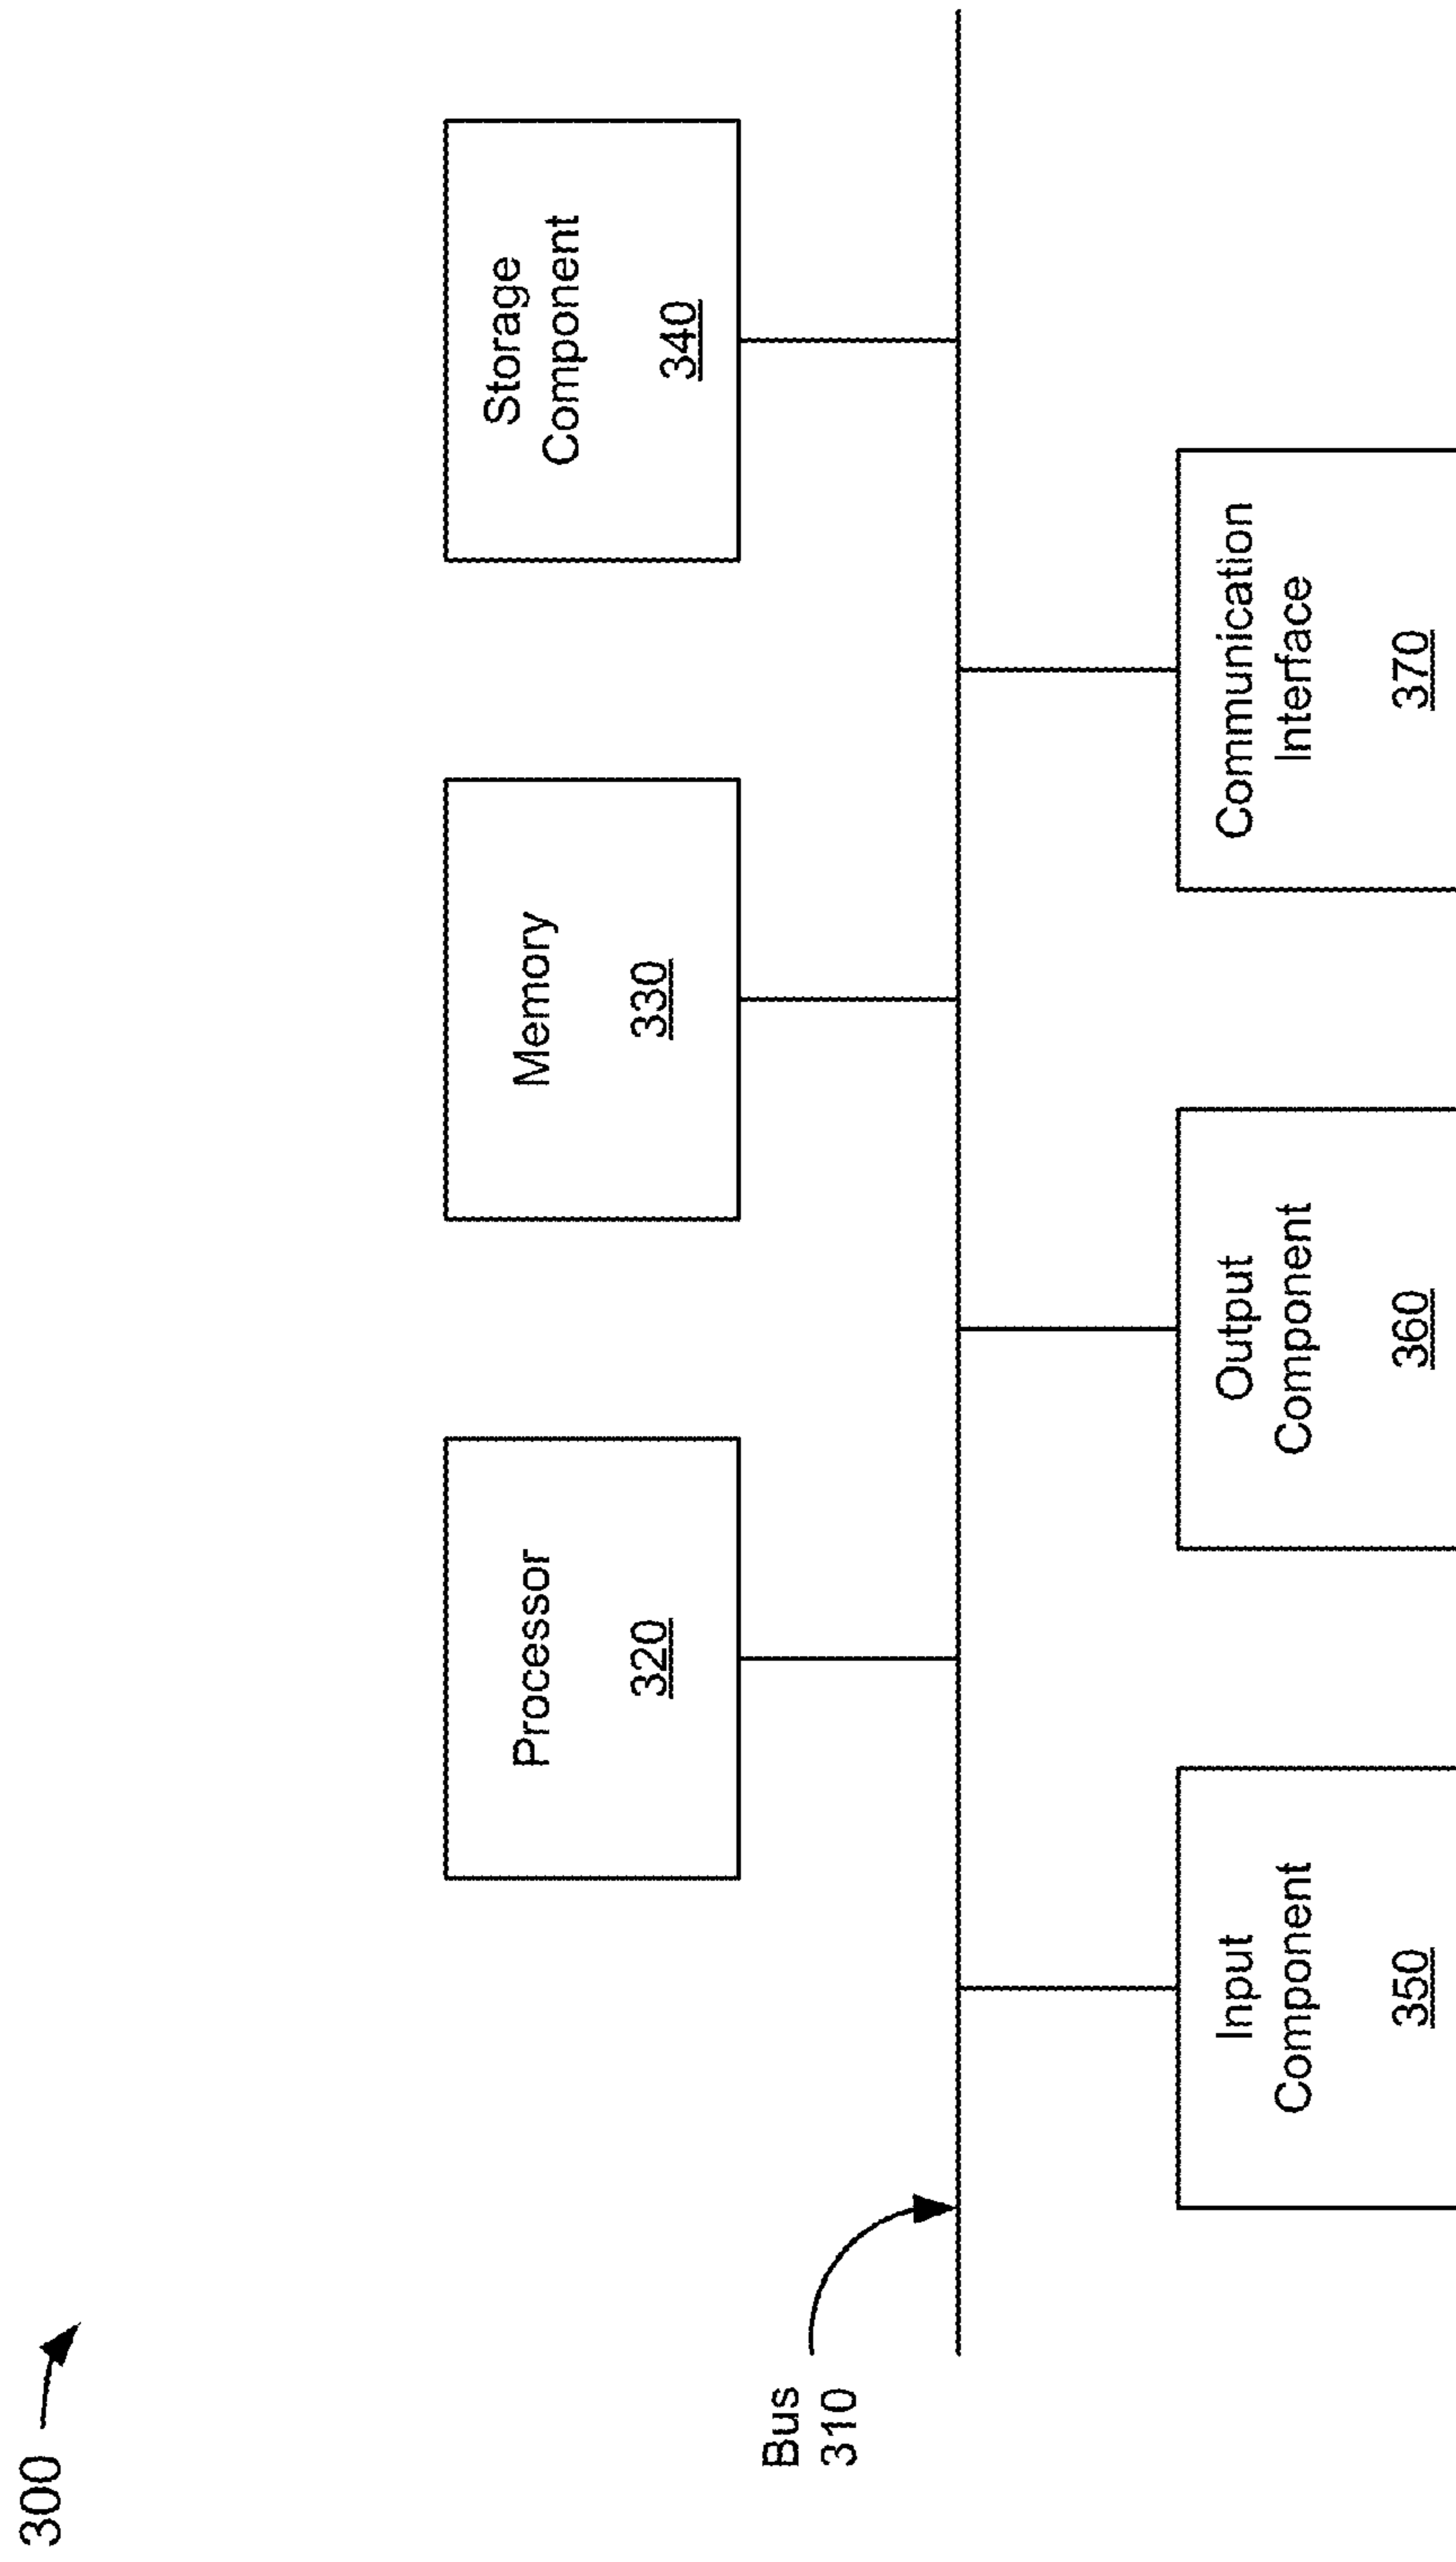 300
Bus
310
Processor
320
Memory
330
Storage
Component
340
Input
Component
350
Output
Component
360
Communication
Interface
370